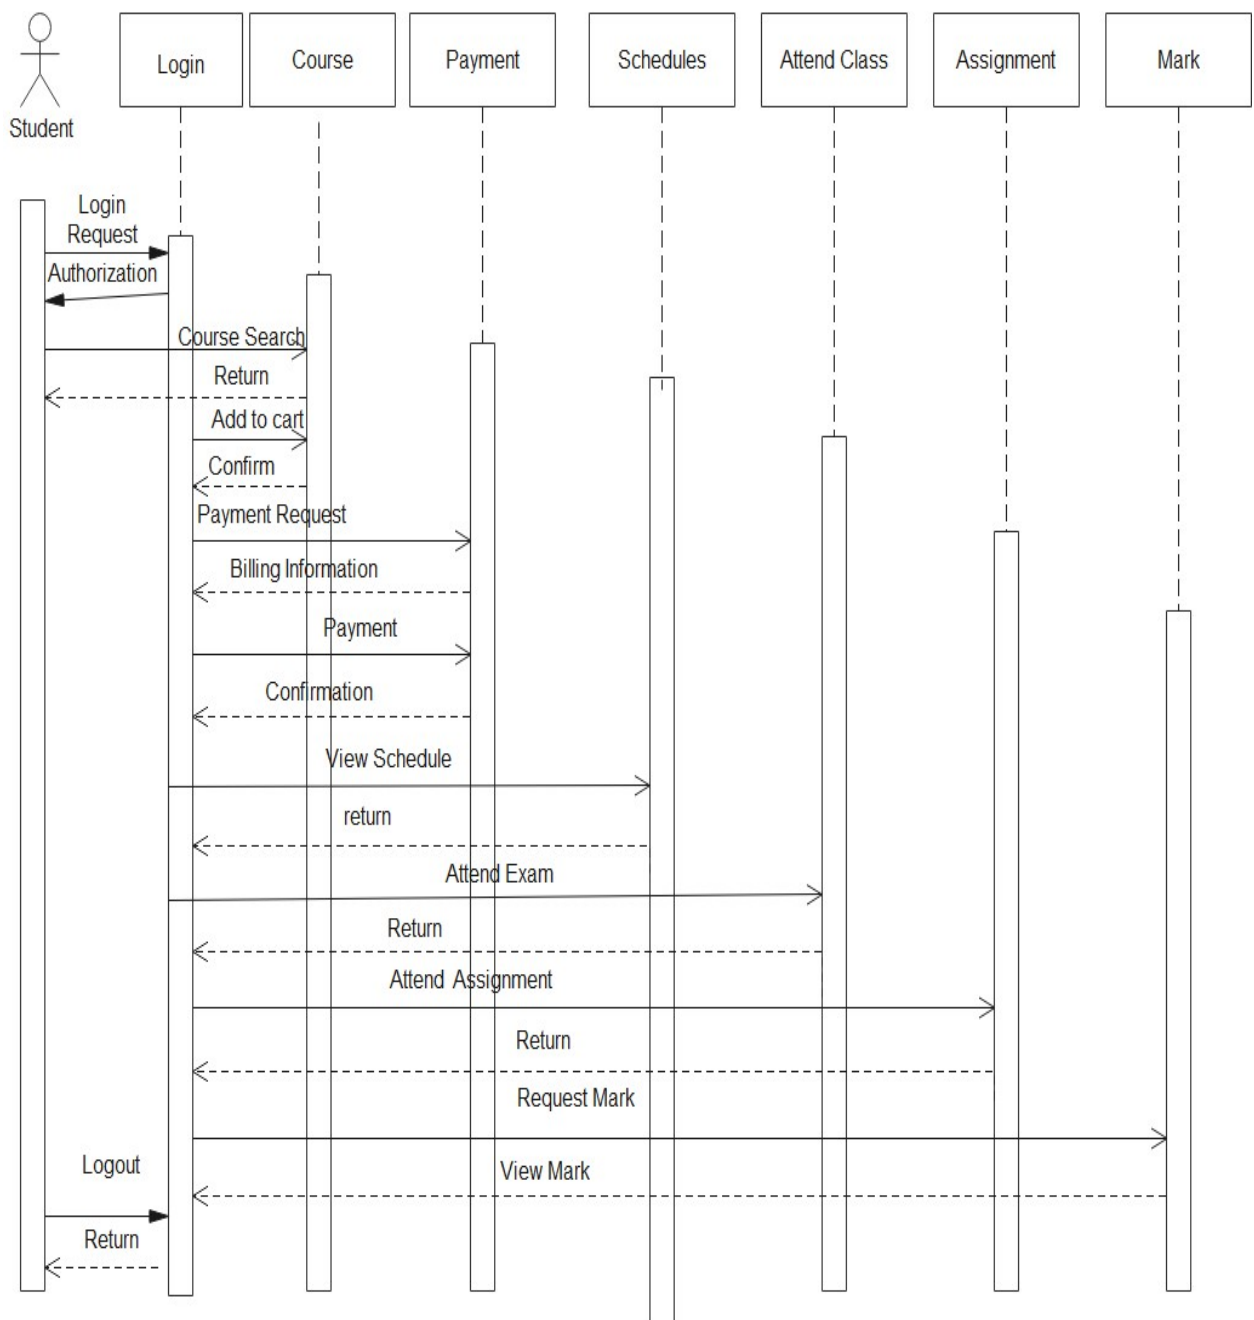 Login
Course
Payment
Schedules
Attend Class
Assignment
Mark
Student
Login
Request
Authorization
Course Search
Return
Add to cart
Confirm
Payment Request
Billing Information
Payment
Confirmation
View Schedule
return
Attend Exam
Return
Attend Assignment
Return
Request Mark
Logout
View Mark
Return